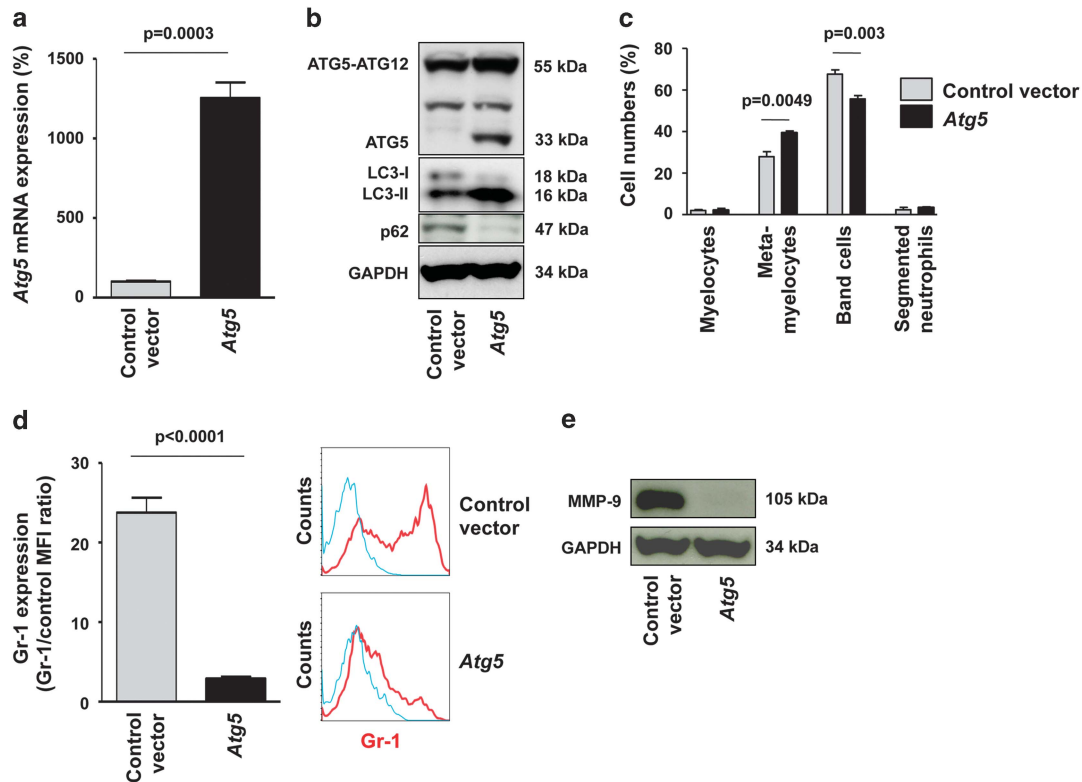 a
p=0.0003
Atg5 mRNA expression (%)
1500
1000
500
0
Control
vector
Atg5
b
ATG5-ATG12
55 kDa
ATG5
33 kDa
LC3-I
18 kDa
LC3-II
16 kDa
p62
47 kDa
GAPDH
34 kDa
Control
vector
Atg5
c
p=0.003
p=0.0049
Cell numbers (%)
80
60
40
20
0
Myelocytes
Meta-
myelocytes
Band cells
Segmented
neutrophils
Control vector
Atg5
d
p<0.0001
Gr-1 expression
(Gr-1/control MFI ratio)
30
20
10
0
Control
vector
Atg5
Counts
Control
vector
Counts
Atg5
Gr-1
e
MMP-9
105 kDa
GAPDH
34 kDa
Control
vector
Atg5